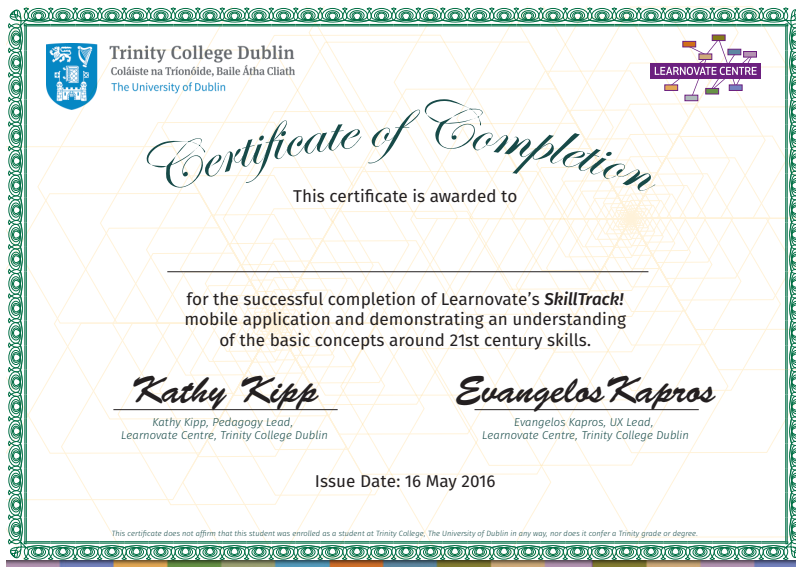 Trinity College Dublin
Coláiste na Tríonóide, Baile Átha Cliath
The University of Dublin
LEARNOVATE CENTRE
Certificate of Completion
This certificate is awarded to
for the successful completion of Learnovate’s SkillTrack!
mobile application and demonstrating an understanding
of the basic concepts around 21st century skills.
Kathy Kipp
Kathy Kipp, Pedagogy Lead,
Learnovate Centre, Trinity College Dublin
Evangelos Kapros
Evangelos Kapros, UX Lead,
Learnovate Centre, Trinity College Dublin
Issue Date: 16 May 2016
This certificate does not affirm that this student was enrolled as a student at Trinity College, The University of Dublin in any way, nor does it confer a Trinity grade or degree.